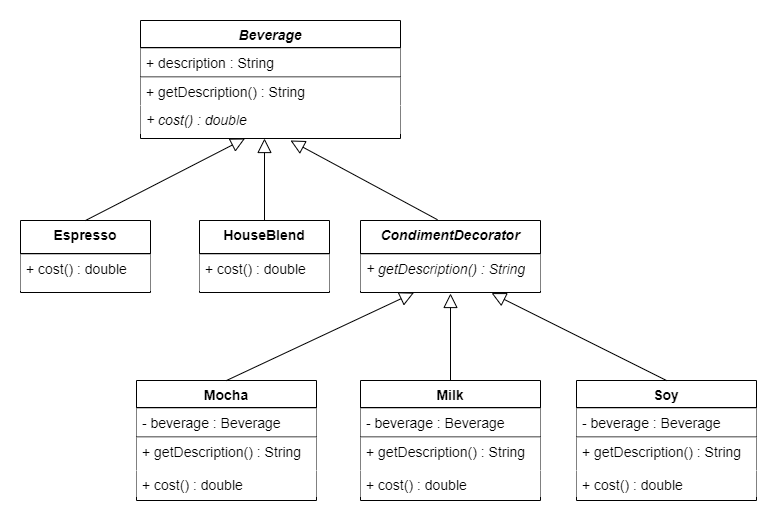 Beverage
+ description : String
+ getDescription() : String
+ cost() : double
Espresso
+ cost() : double
HouseBlend
+ cost() : double
CondimentDecorator
+ getDescription() : String
Mocha
- beverage : Beverage
+ getDescription() : String
+ cost() : double
Milk
- beverage : Beverage
+ getDescription() : String
+ cost() : double
Soy
- beverage : Beverage
+ getDescription() : String
+ cost() : double